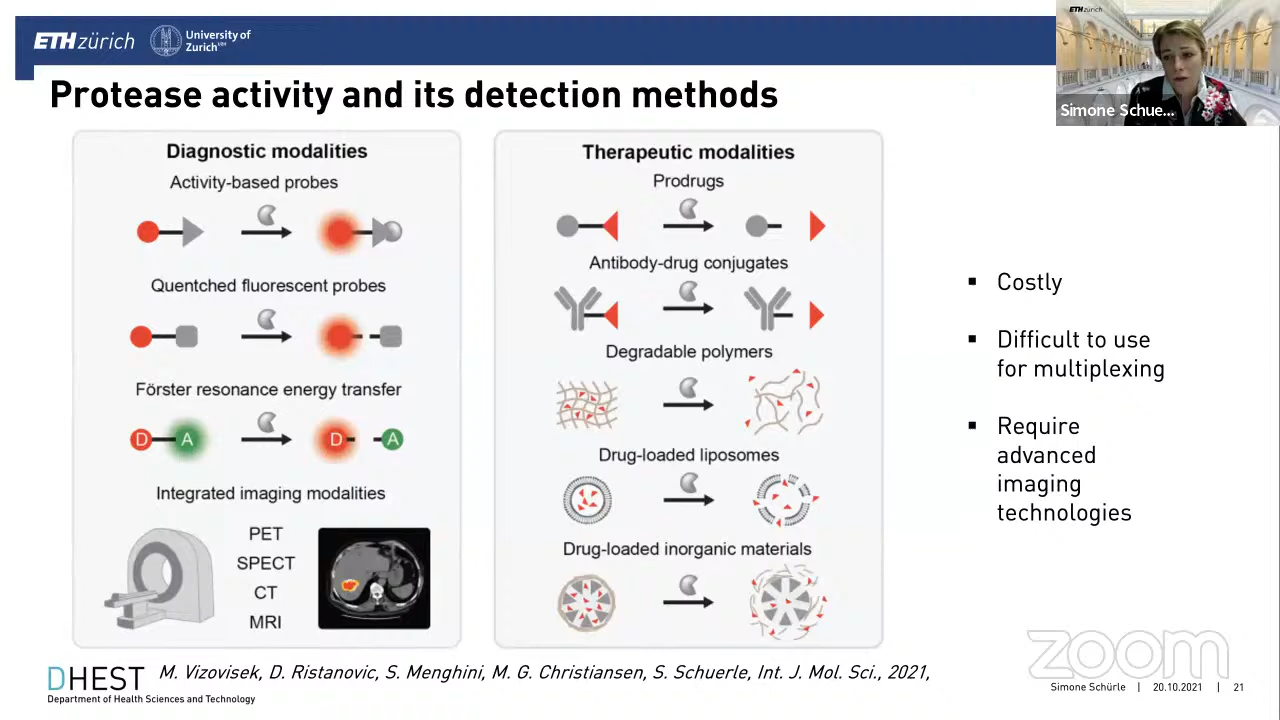 ETH zürich
University of
Zurich UZH
ETH zürich
Simone Schue...
Protease activity and its detection methods
Diagnostic modalities
Activity-based probes
Quentched fluorescent probes
Förster resonance energy transfer
D
A
D
A
Integrated imaging modalities
PET
SPECT
CT
MRI
Therapeutic modalities
Prodrugs
Antibody-drug conjugates
Degradable polymers
Drug-loaded liposomes
Drug-loaded inorganic materials
▪ Costly
▪ Difficult to use
for multiplexing
▪ Require
advanced
imaging
technologies
DHEST
Department of Health Sciences and Technology
M. Vizovisek, D. Ristanovic, S. Menghini, M. G. Christiansen, S. Schuerle, Int. J. Mol. Sci., 2021,
zoom
Simone Schürle | 20.10.2021 | 21